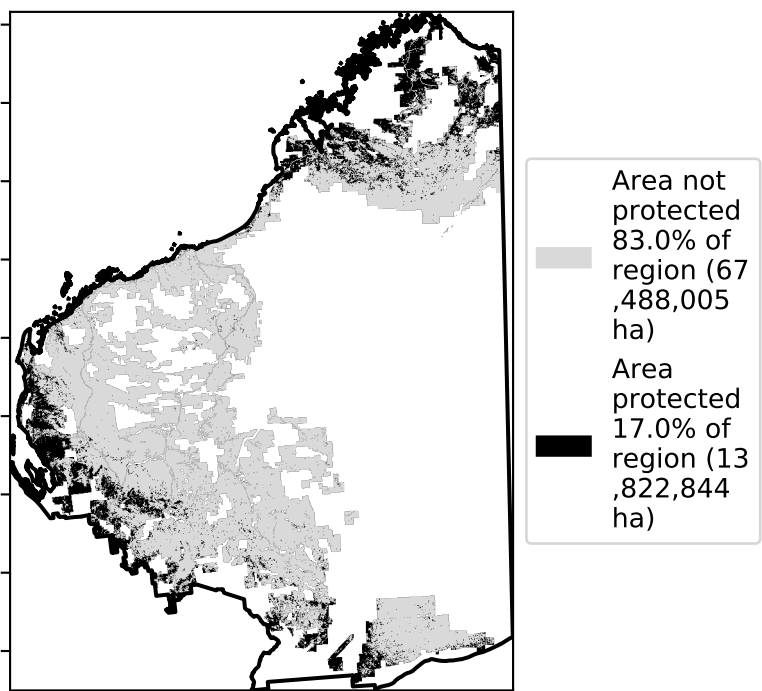 Area not
protected
83.0% of
region (67
,488,005
ha)
Area
protected
17.0% of
region (13
,822,844
ha)